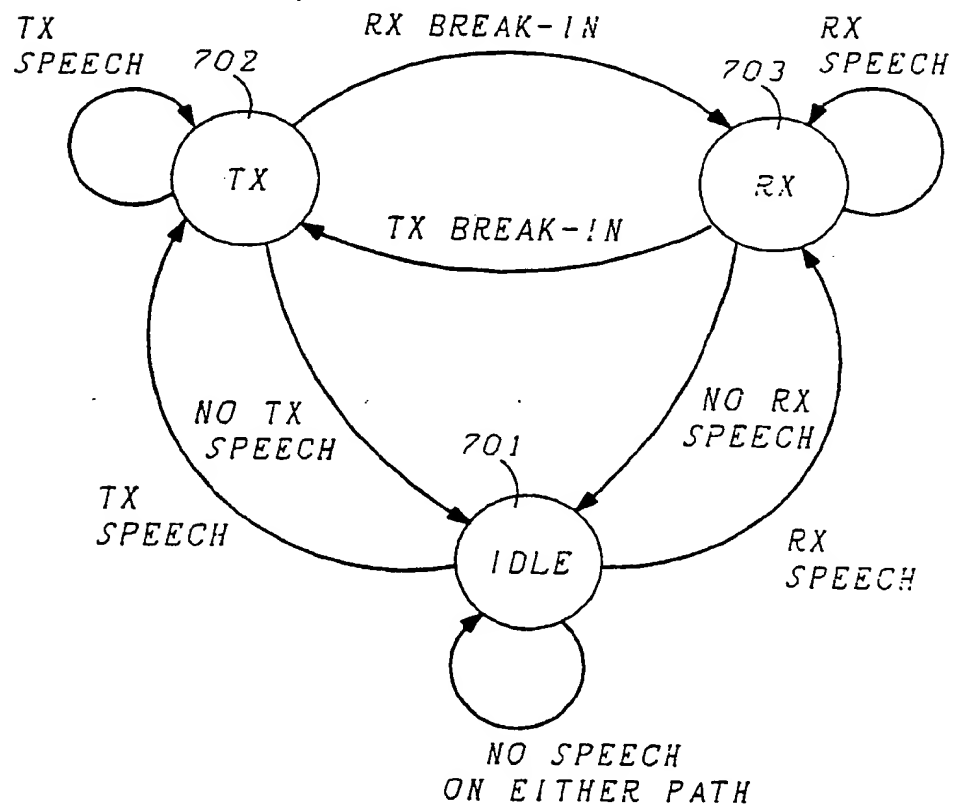 TX
SPEECH
702
RX BREAK-IN
703
RX
SPEECH
TX
RX
TX BREAK-IN
NO TX
SPEECH
NO RX
SPEECH
701
TX
SPEECH
IDLE
RX
SPEECH
NO SPEECH
ON EITHER PATH